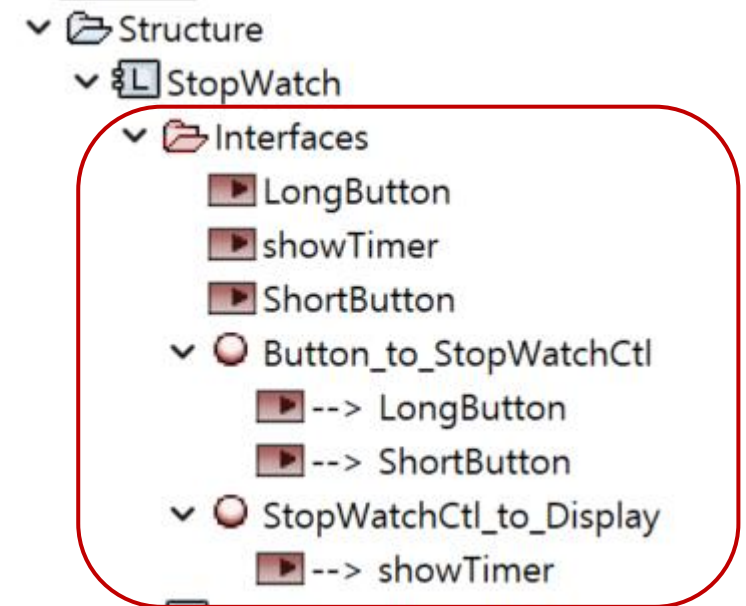 Structure
L StopWatch
Interfaces
LongButton
showTimer
ShortButton
Button_to_StopWatchCtl
--> LongButton
--> ShortButton
StopWatchCtl_to_Display
--> showTimer